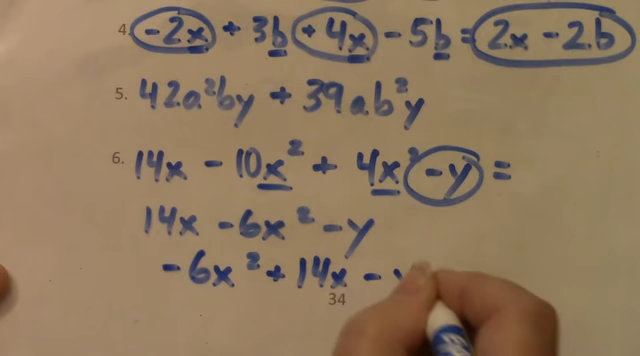 4. -2x + 3b + 4x - 5b = 2x - 2b
5. 42a²by + 39ab²y
6. 14x - 10x² + 4x² - y =
14x - 6x² - y
-6x² + 14x -
34